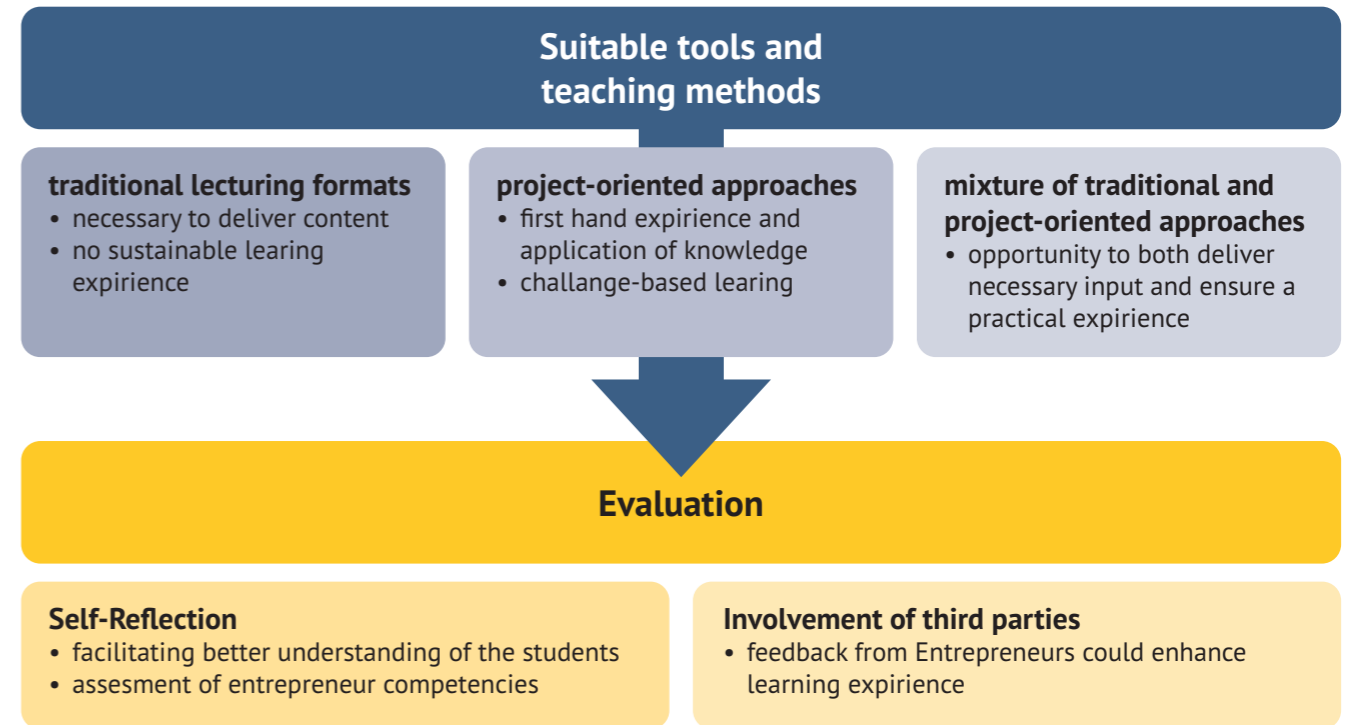 Suitable tools and
teaching methods
traditional lecturing formats
• necessary to deliver content
• no sustainable learing
expirience
project-oriented approaches
• first hand expirience and
application of knowledge
• challange-based learing
mixture of traditional and
project-oriented approaches
• opportunity to both deliver
necessary input and ensure a
practical expirience
Evaluation
Self-Reflection
• facilitating better understanding of the students
• assesment of entrepreneur competencies
Involvement of third parties
• feedback from Entrepreneurs could enhance
learning expirience